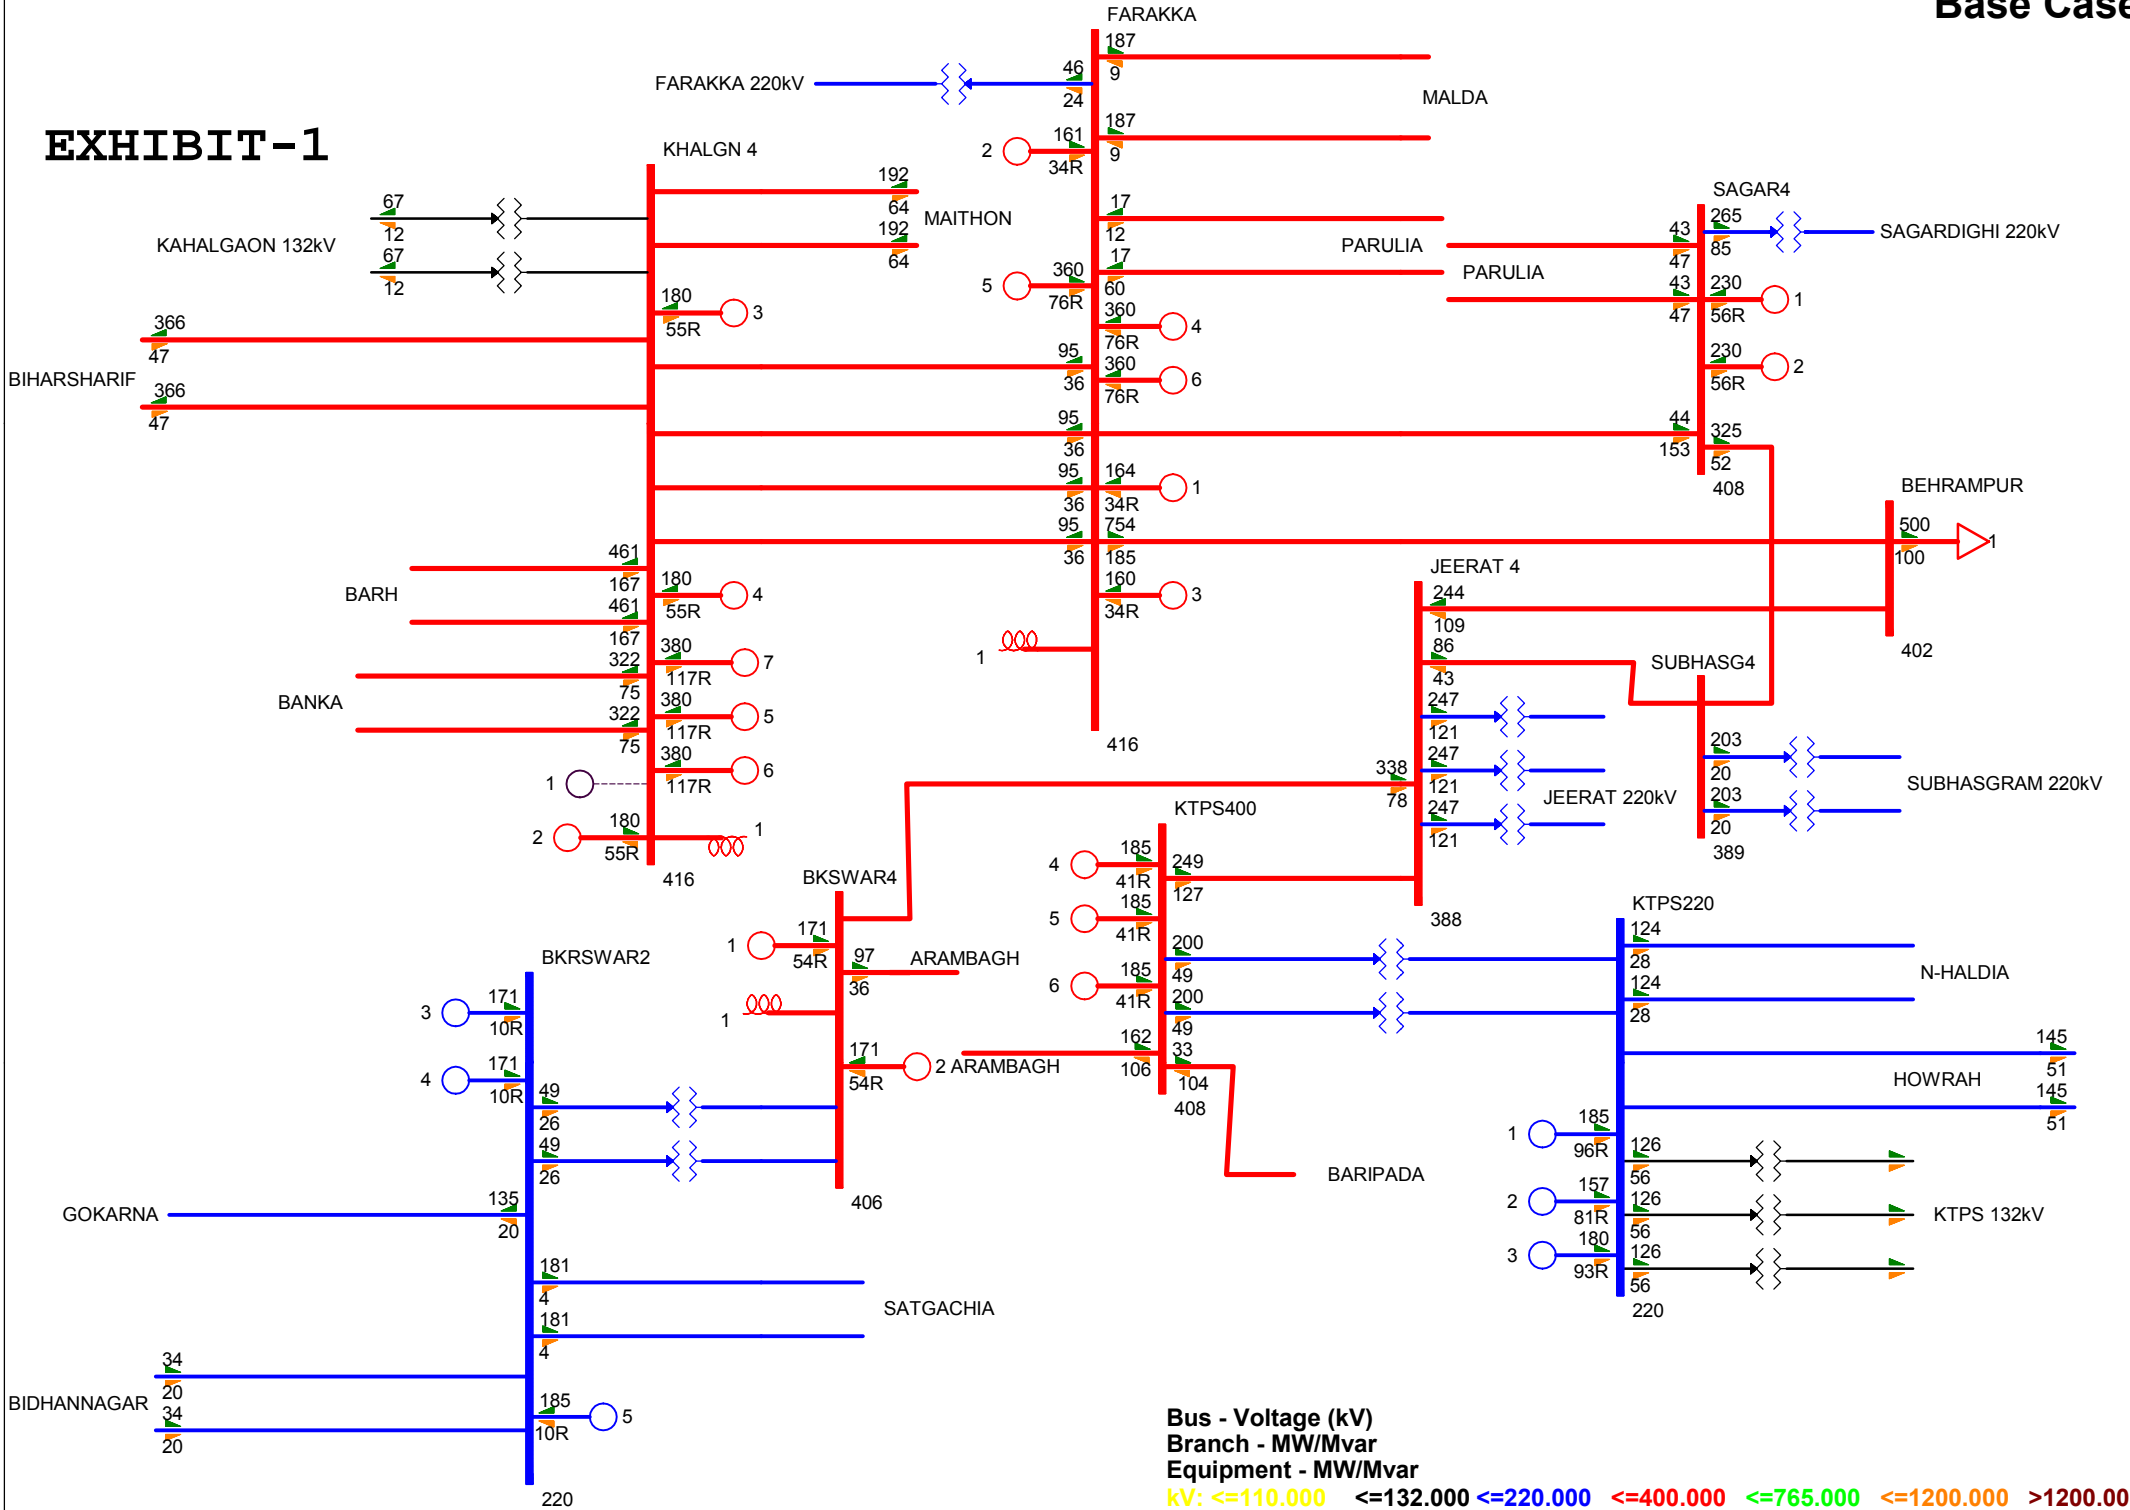 Base Case
EXHIBIT-1
FARAKKA
187
9
FARAKKA 220kV
46
24
MALDA
187
9
2
161
34R
KHALGN 4
192
64
MAITHON
192
64
67
12
KAHALGAON 132kV
67
12
17
12
PARULIA
17
60
PARULIA
SAGAR4
265
85
SAGARDIGHI 220kV
43
47
43
47
230
56R
1
230
56R
2
180
55R
3
5
360
76R
360
76R
4
360
76R
6
366
47
BIHARSHARIF
366
47
95
36
95
36
95
36
95
36
44
153
325
52
408
164
34R
1
754
185
160
34R
3
1
416
BEHRAMPUR
500
100
1
402
461
167
BARH
461
167
180
55R
4
380
117R
7
322
75
BANKA
322
75
380
117R
5
380
117R
6
1
2
180
55R
1
416
JEERAT 4
244
109
86
43
247
121
247
121
JEERAT 220kV
247
121
338
78
388
SUBHASG4
203
20
SUBHASGRAM 220kV
203
20
389
KTPS400
4
185
41R
249
127
5
185
41R
200
49
6
185
41R
200
49
162
106
33
104
408
BARIPADA
BKSWAR4
1
171
54R
97
36
ARAMBAGH
1
171
54R
2
ARAMBAGH
406
KTPS220
124
28
N-HALDIA
124
28
145
51
HOWRAH
145
51
1
185
96R
126
56
2
157
81R
126
56
KTPS 132kV
3
180
93R
126
56
220
BKRSWAR2
3
171
10R
4
171
10R
49
26
49
26
GOKARNA
135
20
181
4
SATGACHIA
181
4
34
20
BIDHANNAGAR
34
20
185
10R
5
220
Bus - Voltage (kV)
Branch - MW/Mvar
Equipment - MW/Mvar
kV: <=110.000 <=132.000 <=220.000 <=400.000 <=765.000 <=1200.000 >1200.00